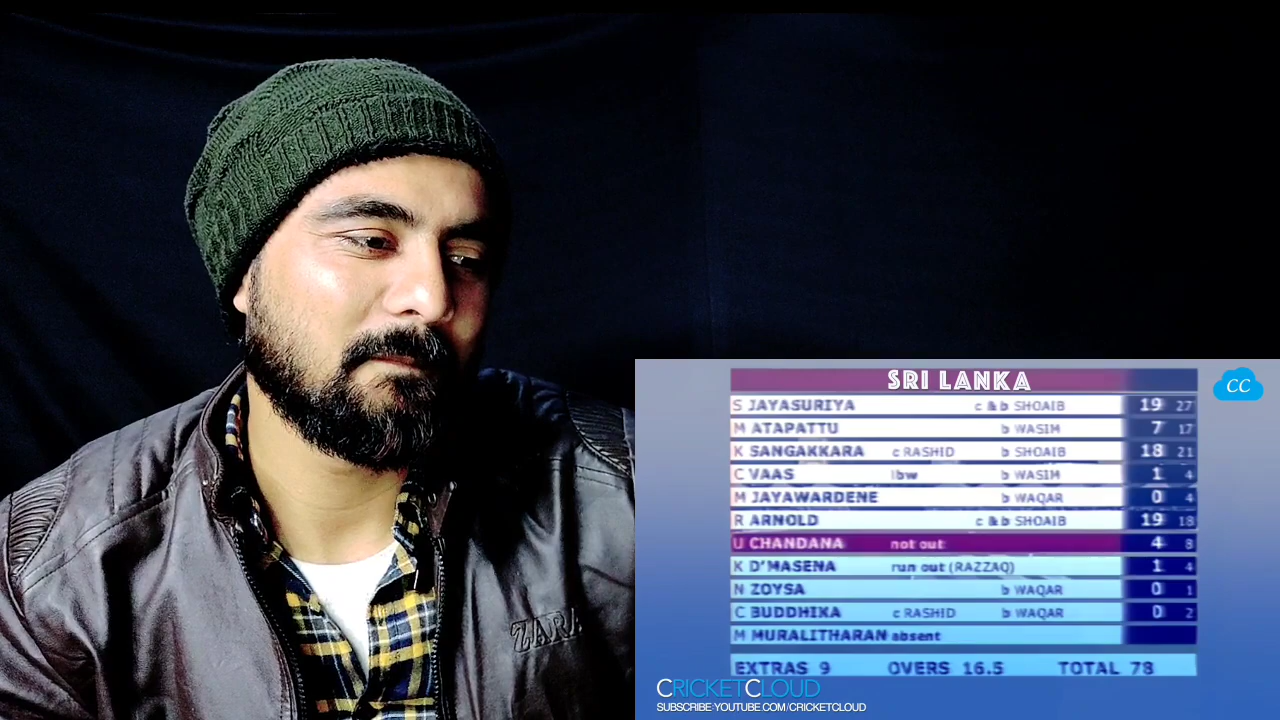 ZARA
SRI LANKA
CC
S JAYASURIYA c & b SHOAIB 19 27
M ATAPATTU b WASIM 7 17
K SANGAKKARA c RASHID b SHOAIB 18 21
C VAAS lbw b WASIM 1 4
M JAYAWARDENE b WAQAR 0 4
R ARNOLD c & b SHOAIB 19 18
U CHANDANA not out 4 8
K D'MASENA run out (RAZZAQ) 1 4
N ZOYSA b WAQAR 0 1
C BUDDHIKA c RASHID b WAQAR 0 2
M MURALITHARAN absent
EXTRAS 9 OVERS 16.5 TOTAL 78
CRICKETCLOUD
SUBSCRIBE:YOUTUBE.COM/CRICKETCLOUD